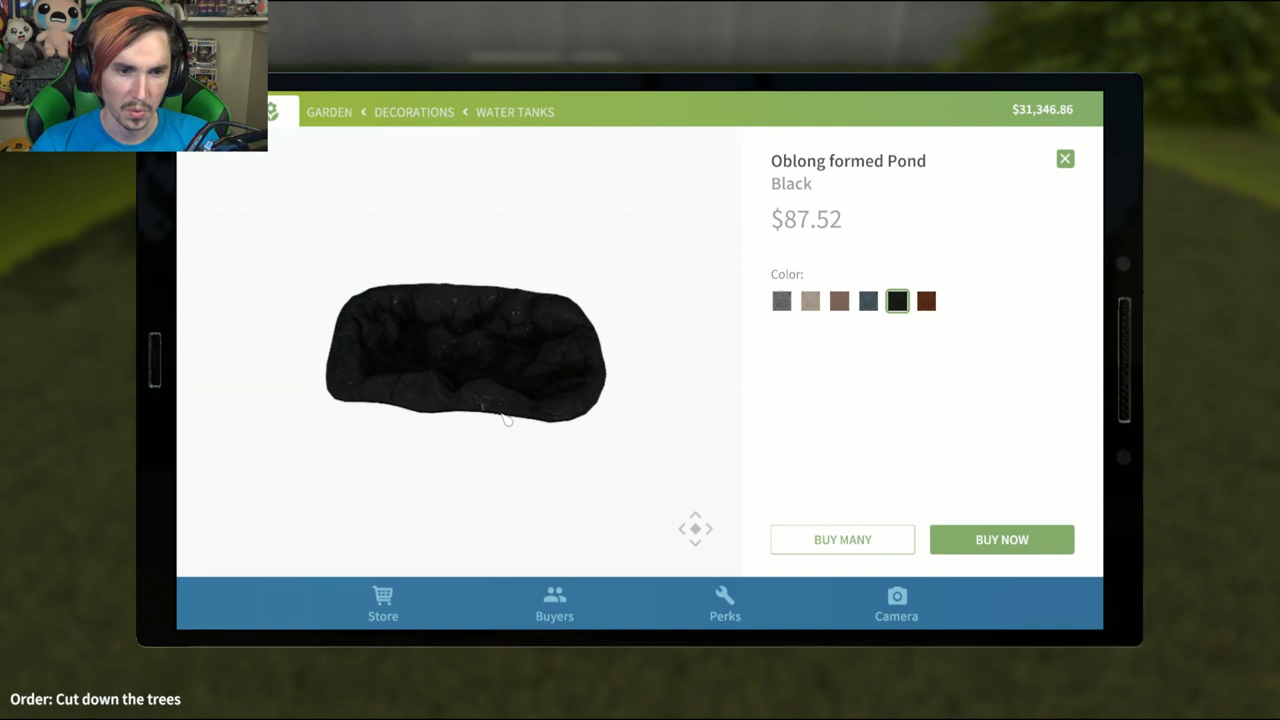 GARDEN < DECORATIONS < WATER TANKS
$31,346.86
Oblong formed Pond
Black
$87.52
Color:
BUY MANY
BUY NOW
Store
Buyers
Perks
Camera
Order: Cut down the trees